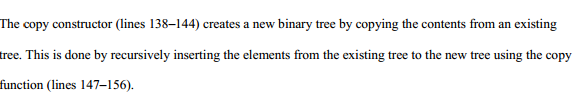 The copy constructor (lines 138–144) creates a new binary tree by copying the contents from an existing
tree. This is done by recursively inserting the elements from the existing tree to the new tree using the copy
function (lines 147–156).